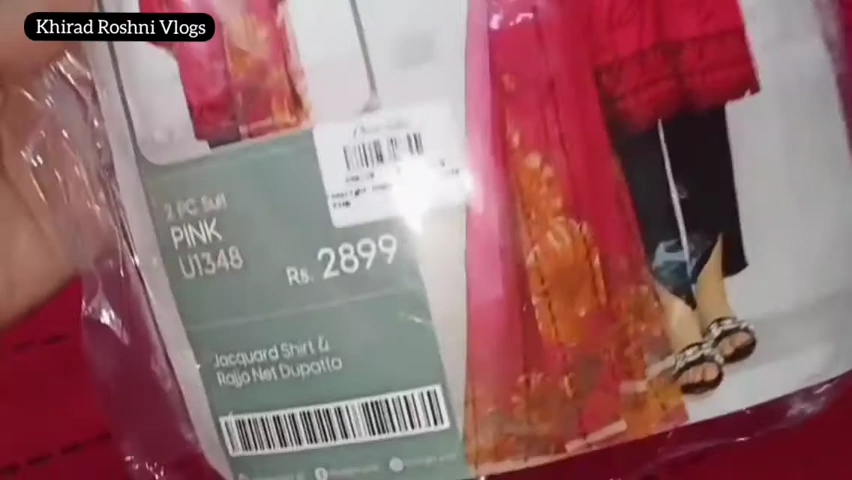 Khirad Roshni Vlogs
2 PC Suit
PINK
U1348
Rs. 2899
Jacquard Shirt &
Rajjo Net Dupatta